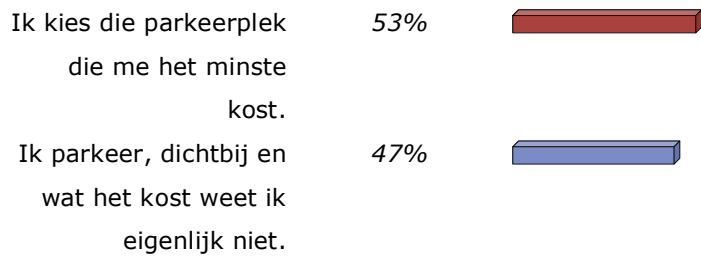 Ik kies die parkeerplek 53%
die me het minste
kost.
Ik parkeer, dichtbij en 47%
wat het kost weet ik
eigenlijk niet.